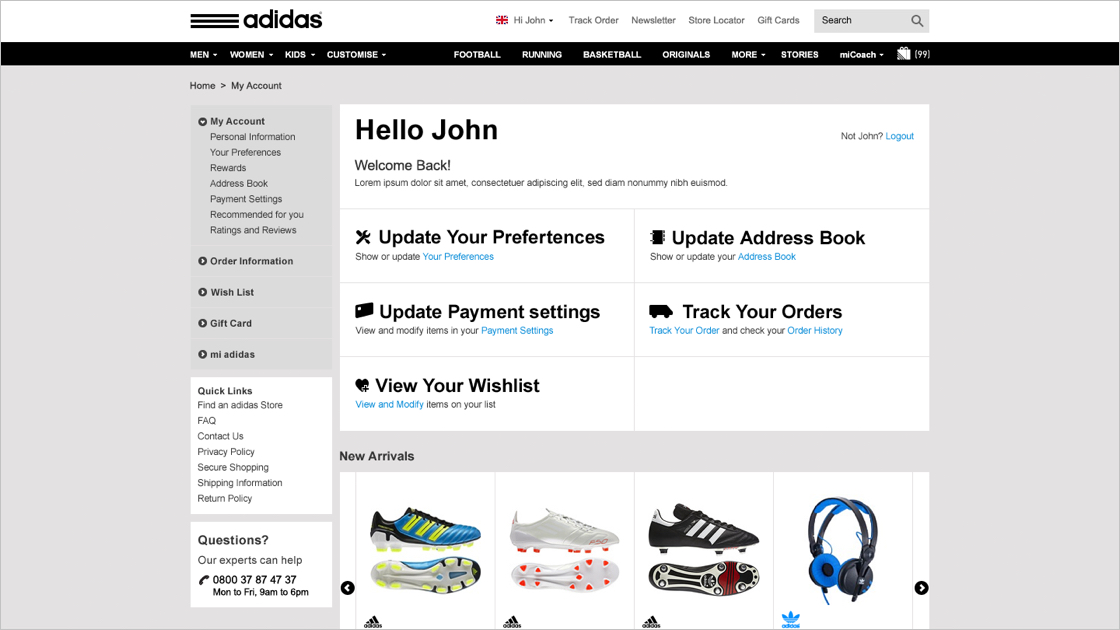 adidas
Hi John
Track Order
Newsletter
Store Locator
Gift Cards
Search
MEN
WOMEN
KIDS
CUSTOMISE
FOOTBALL
RUNNING
BASKETBALL
ORIGINALS
MORE
STORIES
miCoach
(99)
Home > My Account
My Account
Personal Information
Your Preferences
Rewards
Address Book
Payment Settings
Recommended for you
Ratings and Reviews
Order Information
Wish List
Gift Card
mi adidas
Quick Links
Find an adidas Store
FAQ
Contact Us
Privacy Policy
Secure Shopping
Shipping Information
Return Policy
Questions?
Our experts can help
0800 37 87 47 37
Mon to Fri, 9am to 6pm
Hello John
Not John? Logout
Welcome Back!
Lorem ipsum dolor sit amet, consectetuer adipiscing elit, sed diam nonummy nibh euismod.
Update Your Prefertences
Show or update Your Preferences
Update Address Book
Show or update your Address Book
Update Payment settings
View and modify items in your Payment Settings
Track Your Orders
Track Your Order and check your Order History
View Your Wishlist
View and Modify items on your list
New Arrivals
adidas
adidas
adidas
adidas